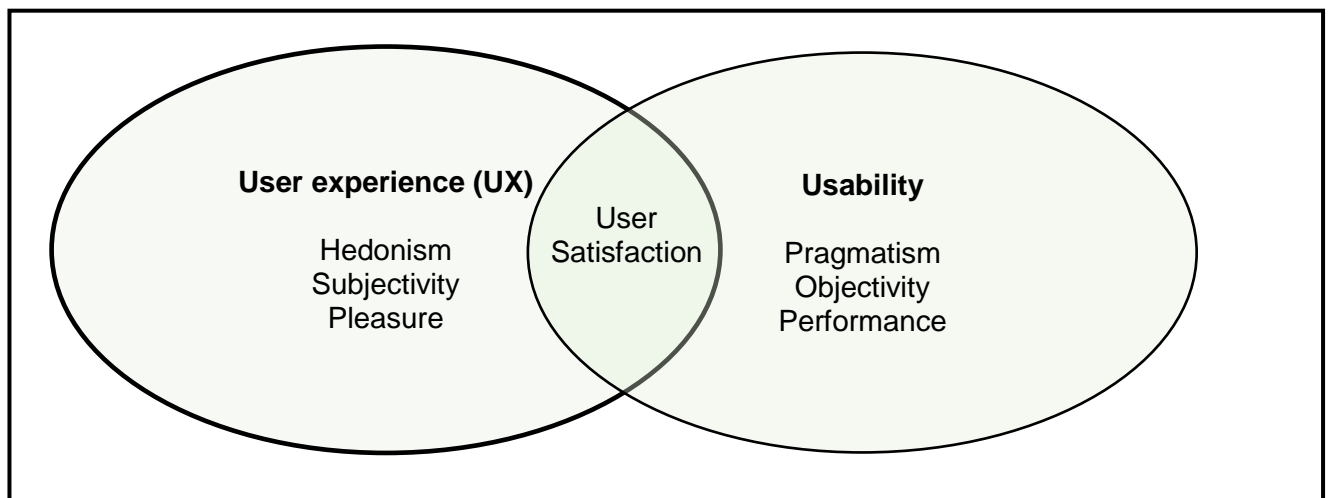 User experience (UX)
Hedonism
Subjectivity
Pleasure
User
Satisfaction
Usability
Pragmatism
Objectivity
Performance